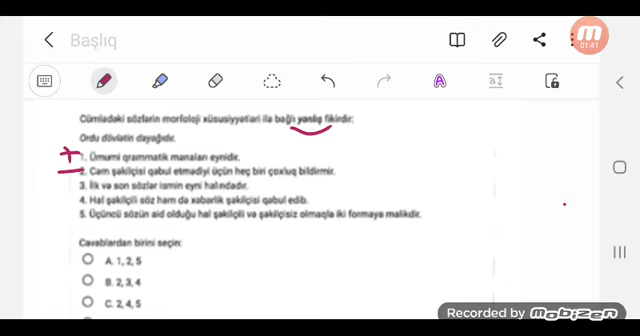 Başlıq
01:41
Cümlədəki sözlərin morfoloji xüsusiyyətləri ilə bağlı yanlış fikirdir:
Ordu dövlətin dayağıdır.
1. Ümumi qrammatik mənaları eynidir.
2. Cəm şəkilçisi qəbul etmədiyi üçün heç biri çoxluq bildirmir.
3. İlk və son sözlər ismin eyni halındadır.
4. Hal şəkilçili söz həm də xəbərlik şəkilçisi qəbul edib.
5. Üçüncü sözün aid olduğu hal şəkilçili və şəkilçisiz olmaqla iki formaya malikdir.
Cavablardan birini seçin:
A. 1, 2, 5
B. 2, 3, 4
C. 2, 4, 5
Recorded by Mobizen